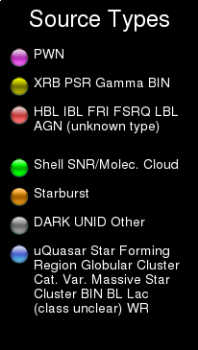 Source Types
PWN
XRB PSR Gamma BIN
HBL IBL FRI FSRQ LBL
AGN (unknown type)
Shell SNR/Molec. Cloud
Starburst
DARK UNID Other
uQuasar Star Forming
Region Globular Cluster
Cat. Var. Massive Star
Cluster BIN BL Lac
(class unclear) WR